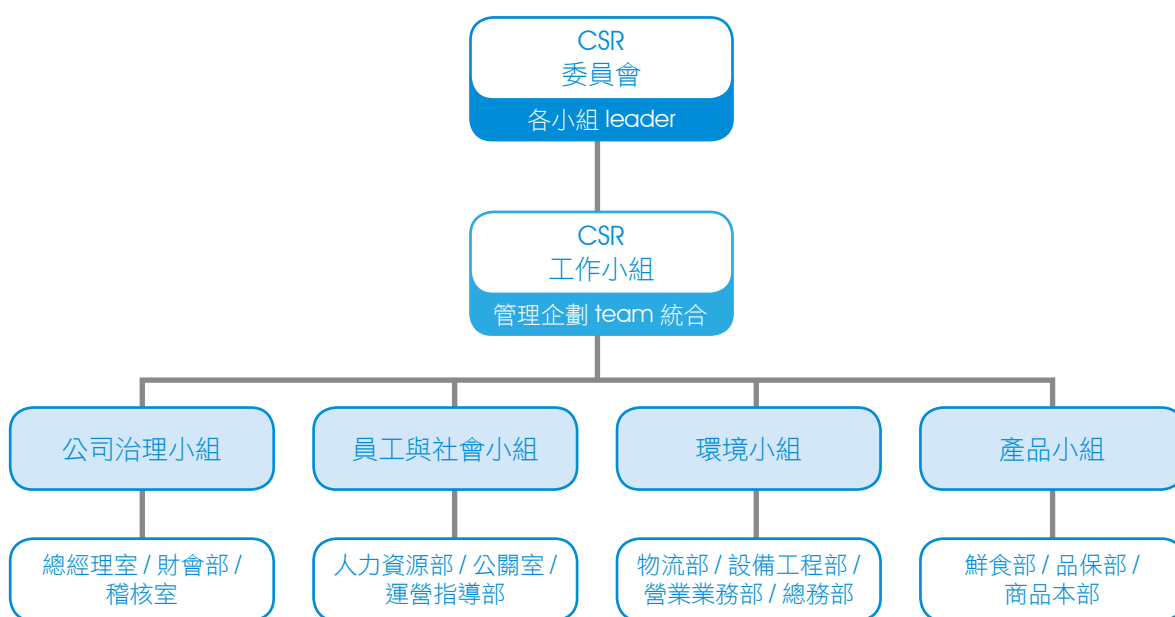 CSR
委員會
各小組 leader
CSR
工作小組
管理企劃 team 統合
公司治理小組
員工與社會小組
環境小組
產品小組
總經理室 / 財會部 /
稽核室
人力資源部 / 公關室 /
運營指導部
物流部 / 設備工程部 /
營業業務部 / 總務部
鮮食部 / 品保部 /
商品本部